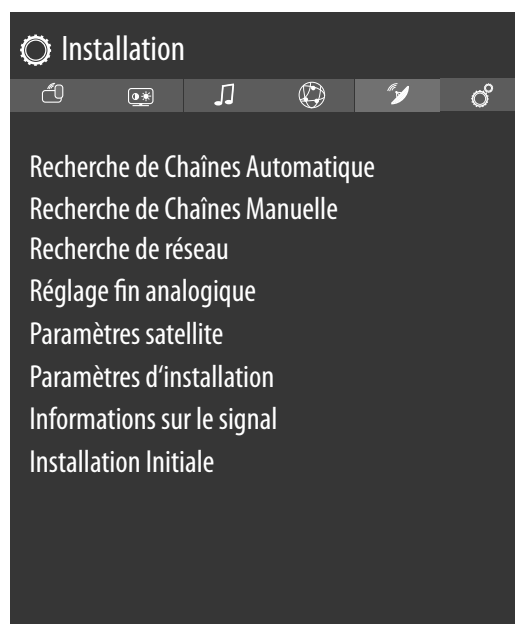 Installation
Recherche de Chaînes Automatique
Recherche de Chaînes Manuelle
Recherche de réseau
Réglage fin analogique
Paramètres satellite
Paramètres d‘installation
Informations sur le signal
Installation Initiale